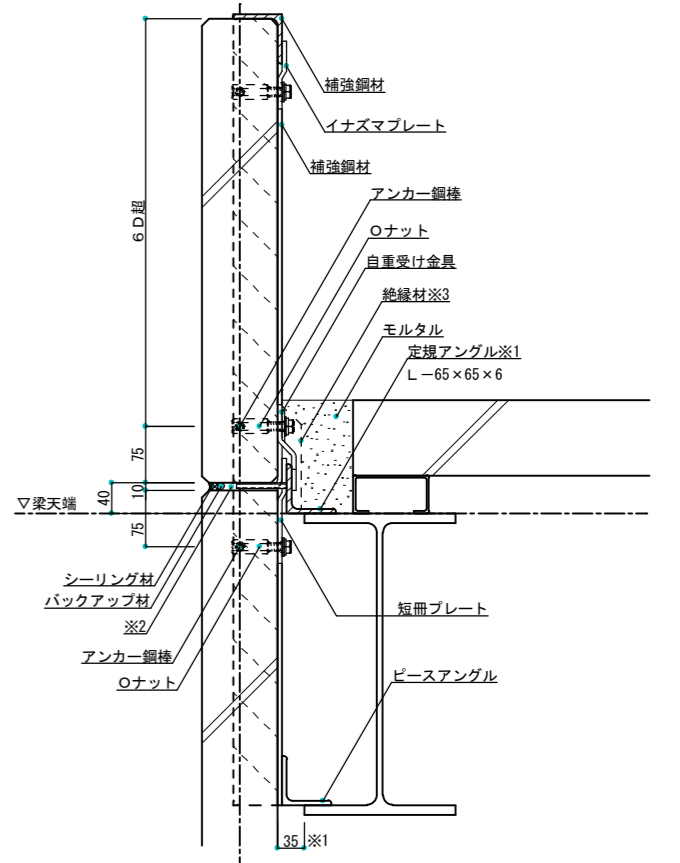 補強鋼材
イナズマプレート
補強鋼材
アンカー鋼棒
Oナット
自重受け金具
絶縁材※3
モルタル
定規アングル※1
L－65×65×6
6D超
75
10
40
75
▽梁天端
シーリング材
バックアップ材
※2
アンカー鋼棒
Oナット
短冊プレート
ピースアングル
35 ※1